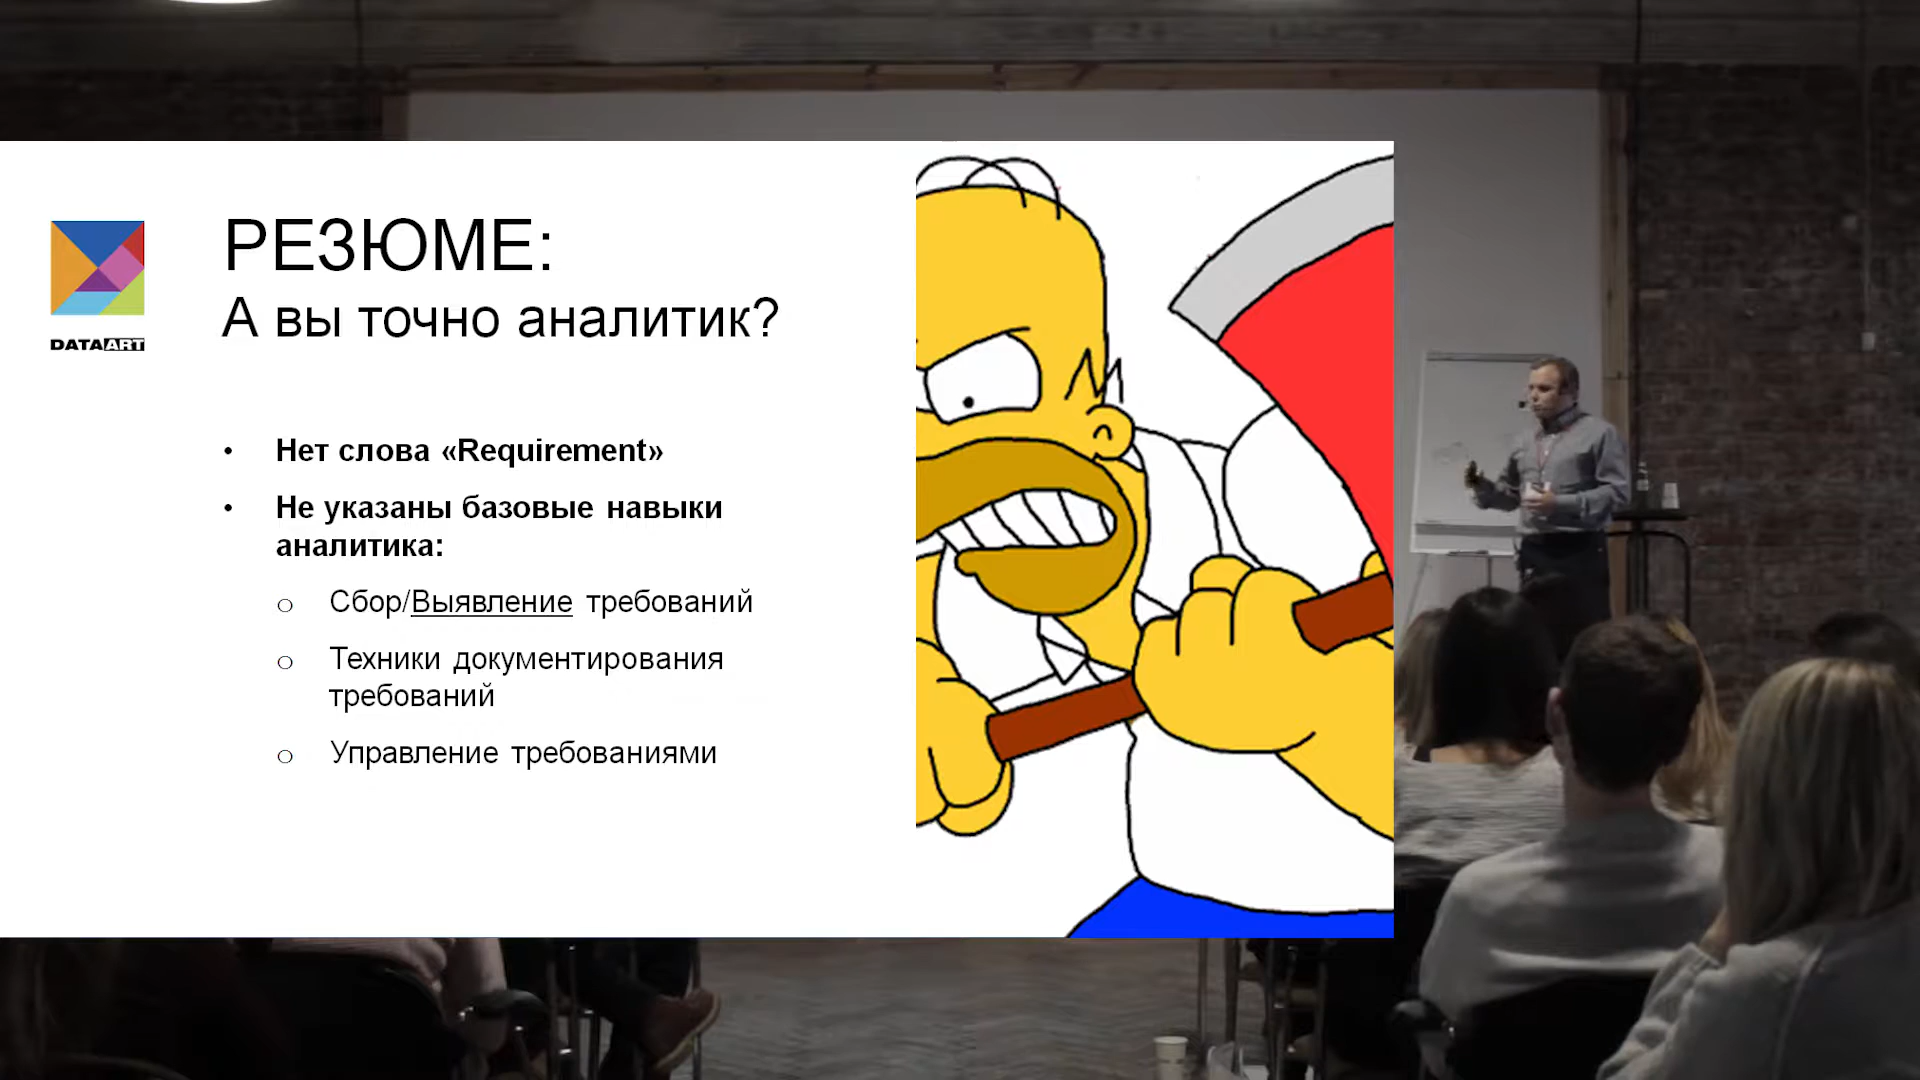 РЕЗЮМЕ:
А вы точно аналитик?
DATAART
• Нет слова «Requirement»
• Не указаны базовые навыки
аналитика:
o Сбор/Выявление требований
o Техники документирования
требований
o Управление требованиями